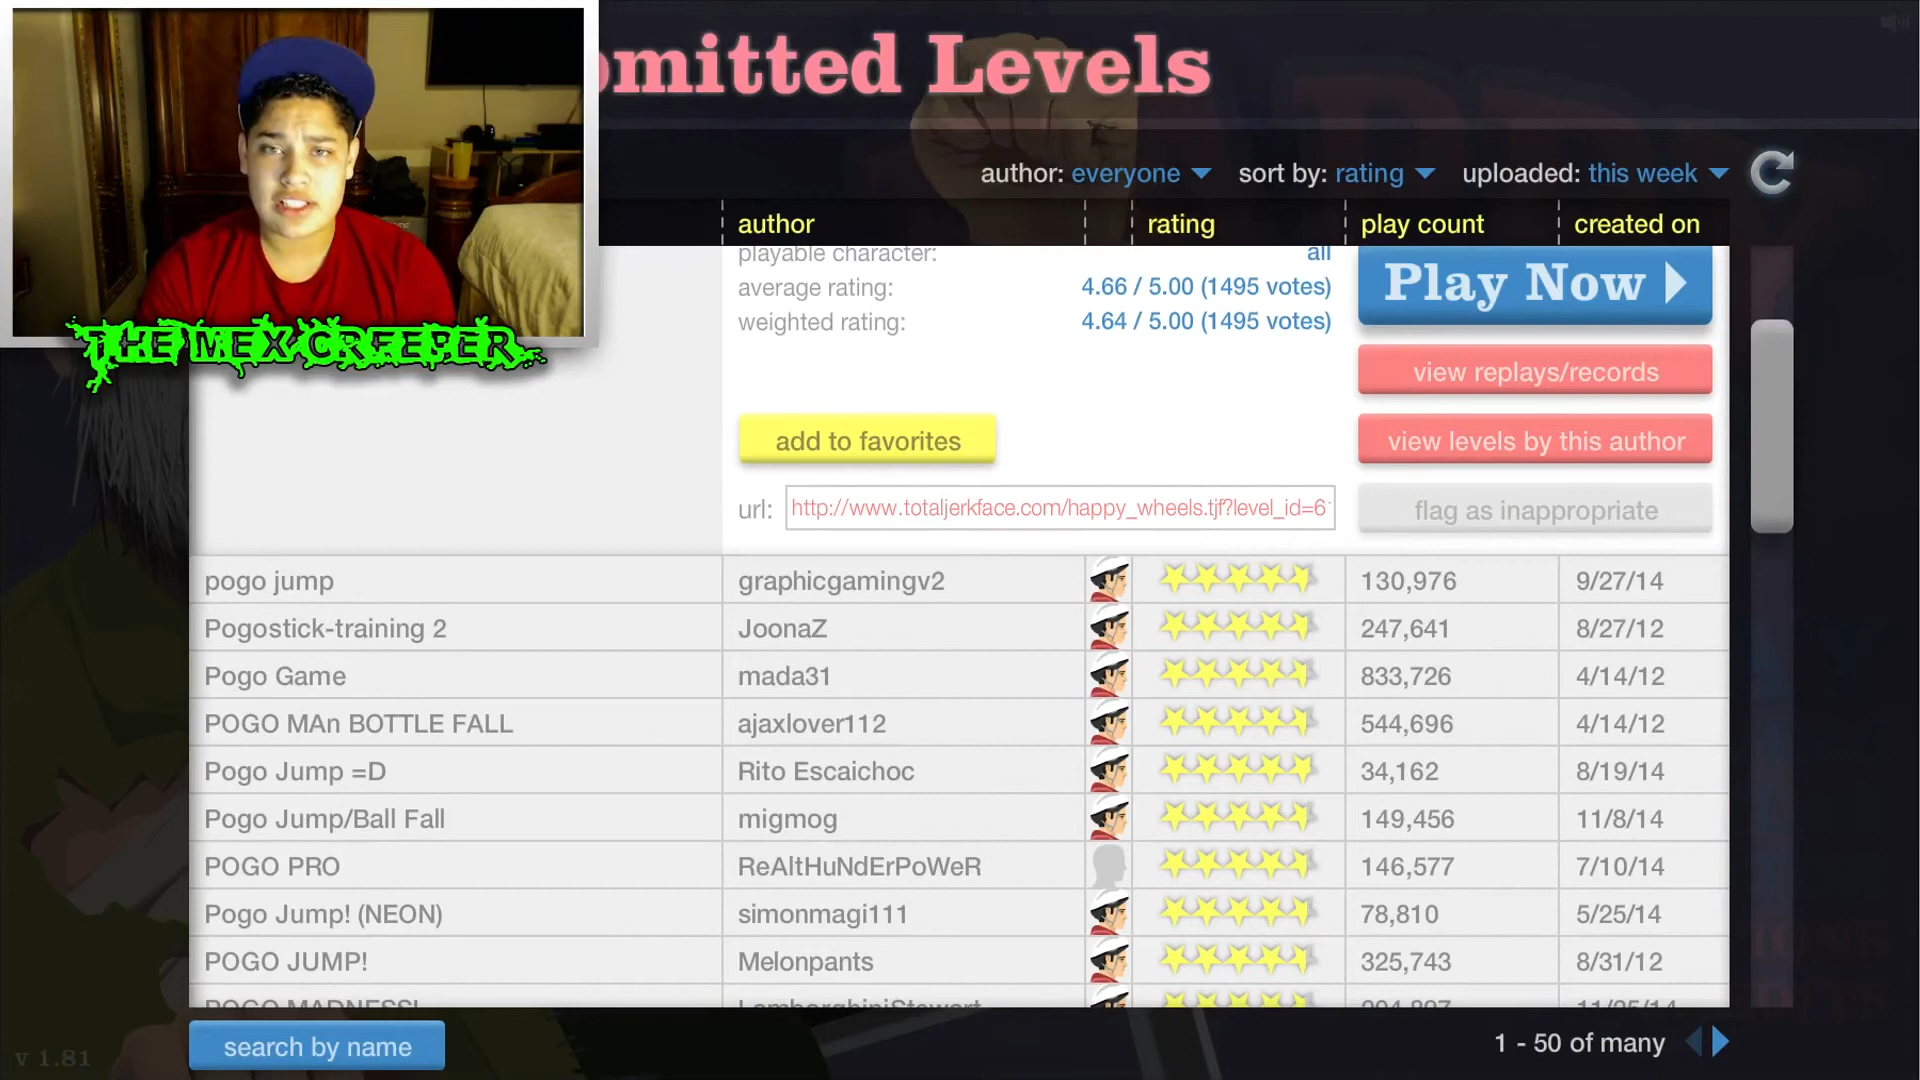 omitted Levels
author: everyone sort by: rating uploaded: this week
author rating play count created on
playable character: all
average rating: 4.66 / 5.00 (1495 votes)
weighted rating: 4.64 / 5.00 (1495 votes)
Play Now
view replays/records
THE MEX CREEPER
add to favorites
view levels by this author
url: http://www.totaljerkface.com/happy_wheels.tjf?level_id=6
flag as inappropriate
pogo jump graphicgamingv2 130,976 9/27/14
Pogostick-training 2 JoonaZ 247,641 8/27/12
Pogo Game mada31 833,726 4/14/12
POGO MAn BOTTLE FALL ajaxlover112 544,696 4/14/12
Pogo Jump =D Rito Escaichoc 34,162 8/19/14
Pogo Jump/Ball Fall migmog 149,456 11/8/14
POGO PRO ReAltHuNdErPoWeR 146,577 7/10/14
Pogo Jump! (NEON) simonmagi111 78,810 5/25/14
POGO JUMP! Melonpants 325,743 8/31/12
POGO MADNESS! LamborghiniStewart
search by name
1 - 50 of many
v 1.81